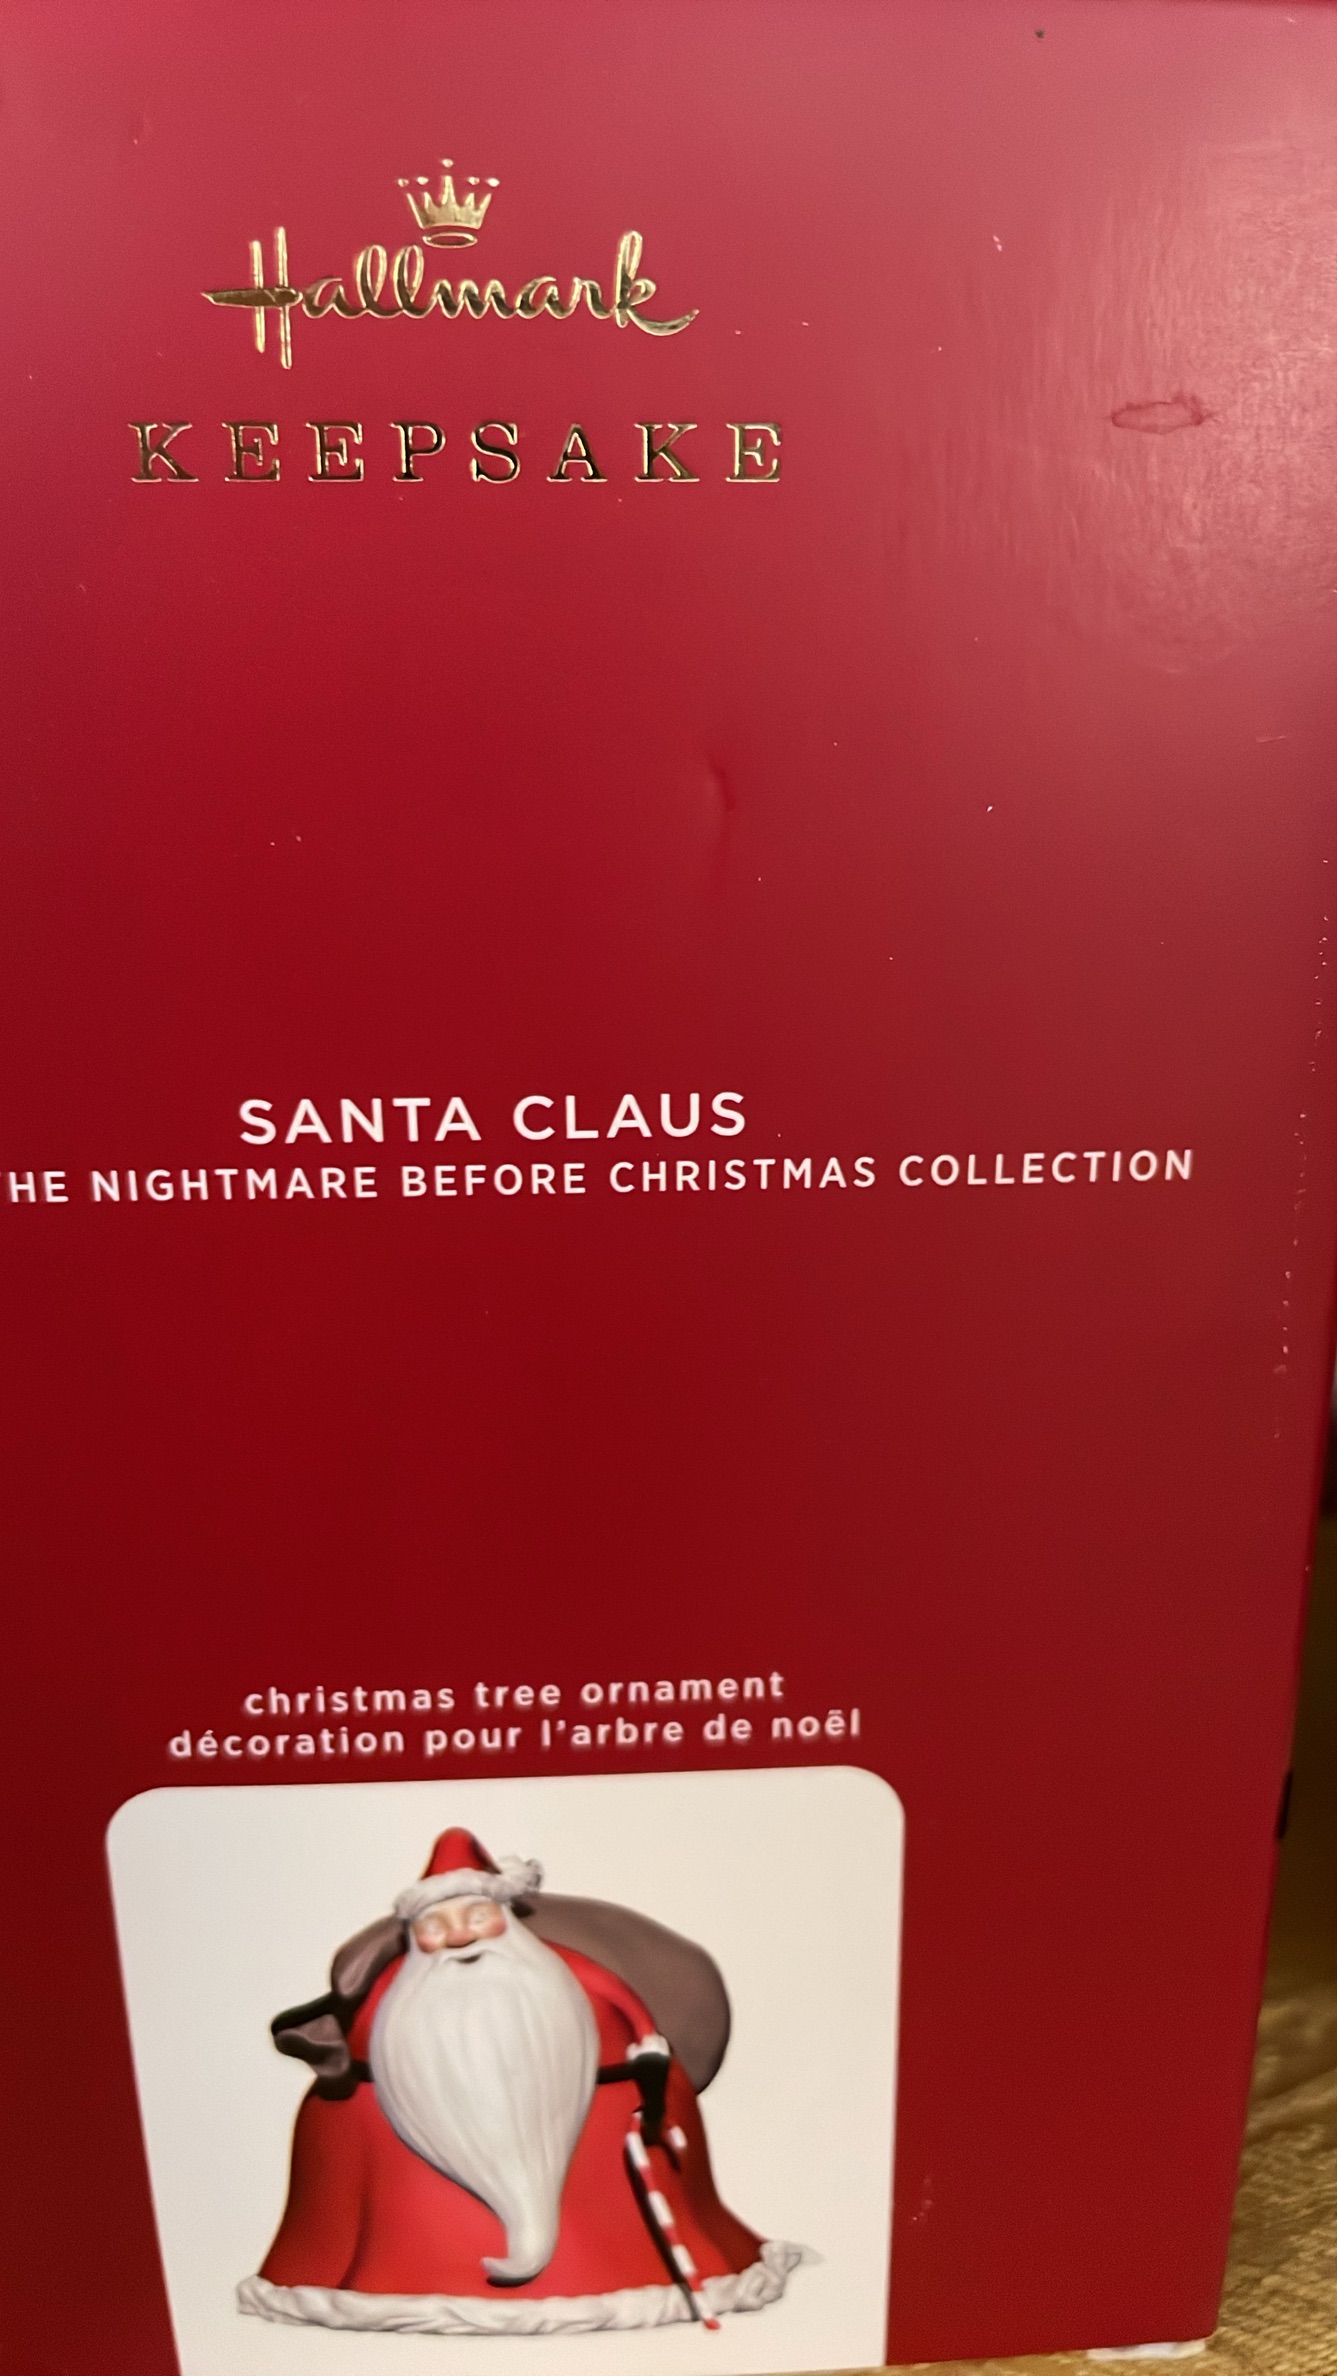 Hallmark
KEEPSAKE
SANTA CLAUS
HE NIGHTMARE BEFORE CHRISTMAS COLLECTION
christmas tree ornament
décoration pour l'arbre de noël